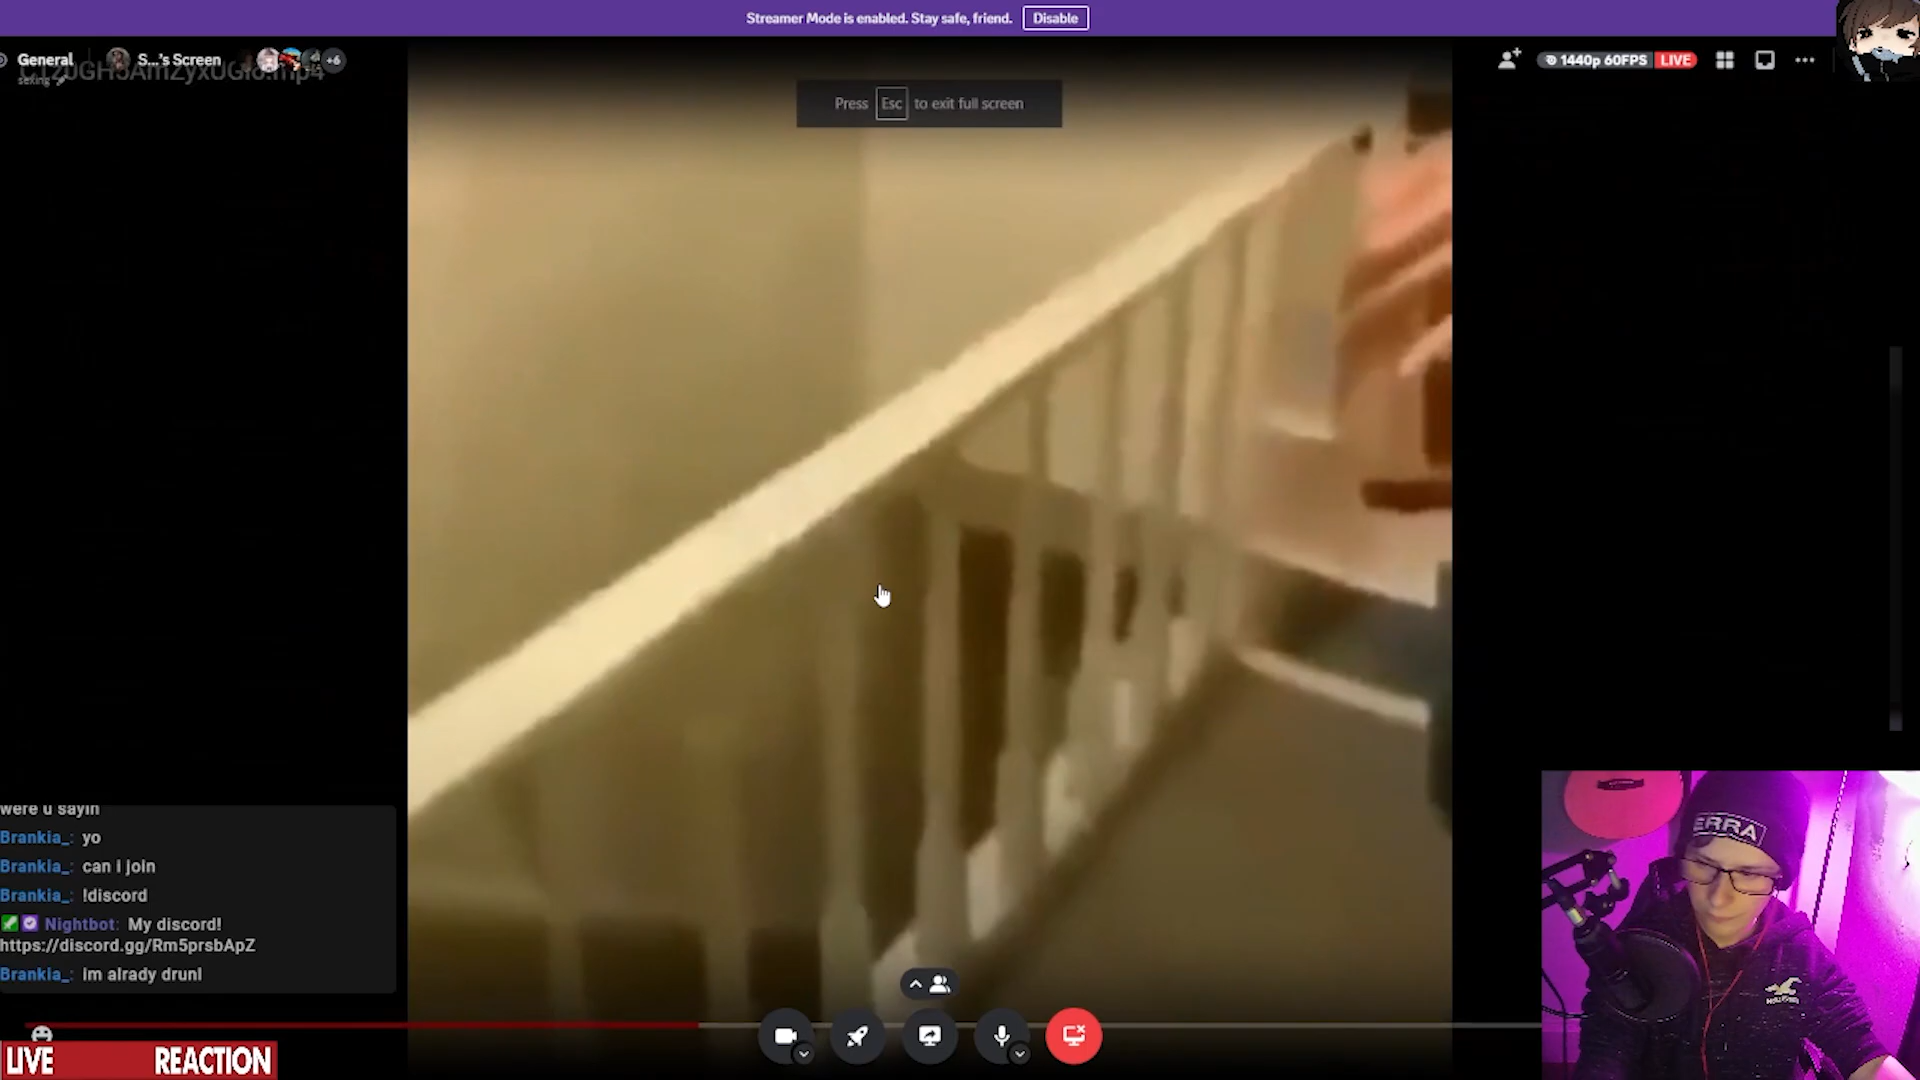 Streamer Mode is enabled. Stay safe, friend. Disable
General
S...'s Screen
+6
1440p 60FPS LIVE
Press Esc to exit full screen
were u sayin
Brankia_: yo
Brankia_: can i join
Brankia_: !discord
Nightbot: My discord!
https://discord.gg/Rm5prsbApZ
Brankia_: im alrady drunl
ERRA
LIVE REACTION